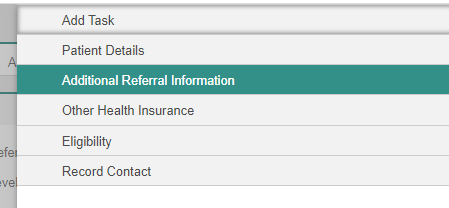 Add Task
Patient Details
Additional Referral Information
Other Health Insurance
Eligibility
Record Contact